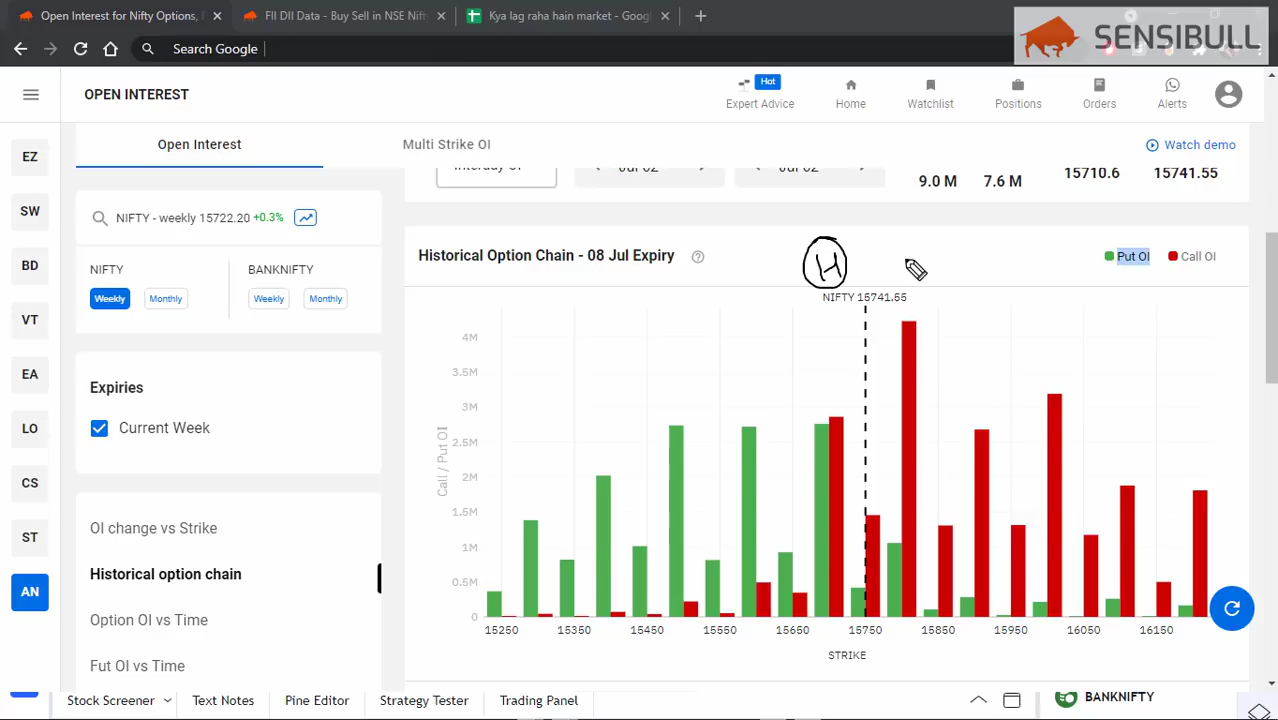 Open Interest for Nifty Options,
FII DII Data - Buy Sell in NSE Nift
Kya lag raha hain market - Goog
SENSIBULL
Search Google
OPEN INTEREST
Hot
Expert Advice
Home
Watchlist
Positions
Orders
Alerts
EZ
SW
BD
VT
EA
LO
CS
ST
AN
Open Interest
Multi Strike OI
Watch demo
NIFTY - weekly 15722.20 +0.3%
NIFTY
BANKNIFTY
Weekly
Monthly
Weekly
Monthly
Expiries
Current Week
OI change vs Strike
Historical option chain
Option OI vs Time
Fut OI vs Time
9.0 M
7.6 M
15710.6
15741.55
Historical Option Chain - 08 Jul Expiry
H
Put OI
Call OI
NIFTY 15741.55
4M
3.5M
3M
2.5M
2M
1.5M
1M
0.5M
0
Call / Put OI
15250
15350
15450
15550
15650
15750
15850
15950
16050
16150
STRIKE
Stock Screener
Text Notes
Pine Editor
Strategy Tester
Trading Panel
BANKNIFTY